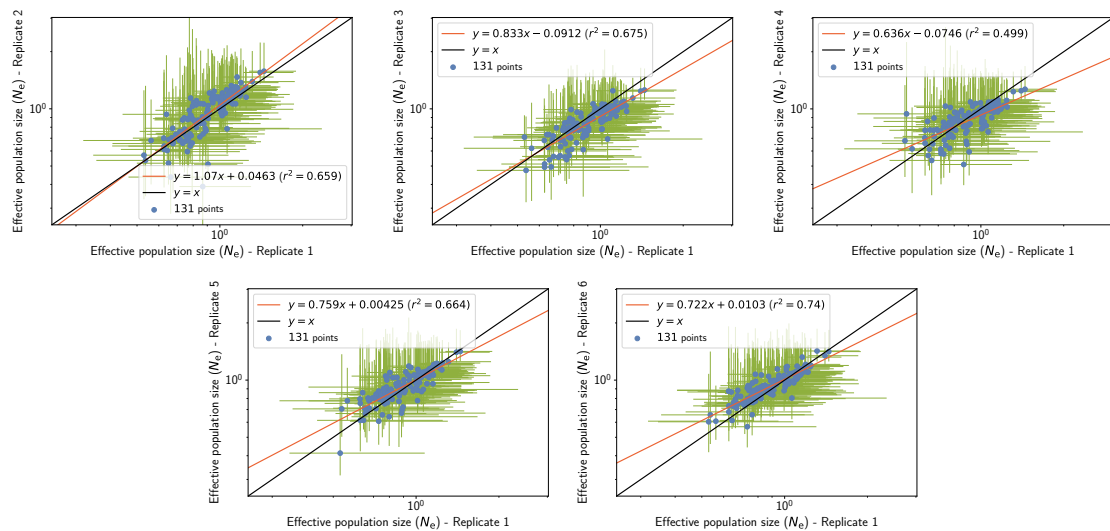 Effective population size (Nₑ) - Replicate 2
10⁰
y = 1.07x + 0.0463 (r² = 0.659)
y = x
131 points
10⁰
Effective population size (Nₑ) - Replicate 1
Effective population size (Nₑ) - Replicate 3
10⁰
y = 0.833x − 0.0912 (r² = 0.675)
y = x
131 points
10⁰
Effective population size (Nₑ) - Replicate 1
Effective population size (Nₑ) - Replicate 4
10⁰
y = 0.636x − 0.0746 (r² = 0.499)
y = x
131 points
10⁰
Effective population size (Nₑ) - Replicate 1
Effective population size (Nₑ) - Replicate 5
10⁰
y = 0.759x + 0.00425 (r² = 0.664)
y = x
131 points
10⁰
Effective population size (Nₑ) - Replicate 1
Effective population size (Nₑ) - Replicate 6
10⁰
y = 0.722x + 0.0103 (r² = 0.74)
y = x
131 points
10⁰
Effective population size (Nₑ) - Replicate 1